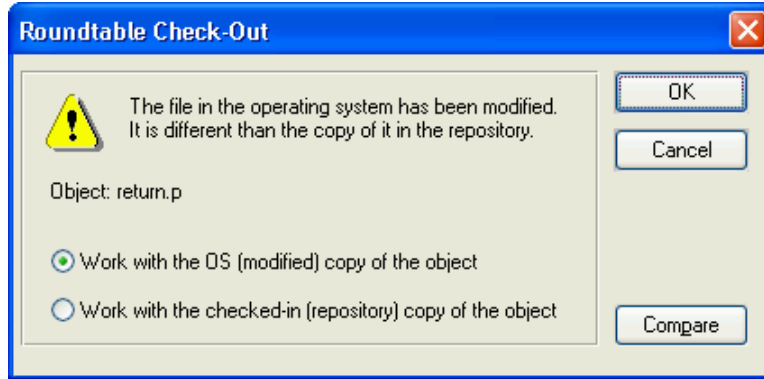 Roundtable Check-Out
The file in the operating system has been modified.
It is different than the copy of it in the repository.
Object: return.p
Work with the OS (modified) copy of the object
Work with the checked-in (repository) copy of the object
OK
Cancel
Compare